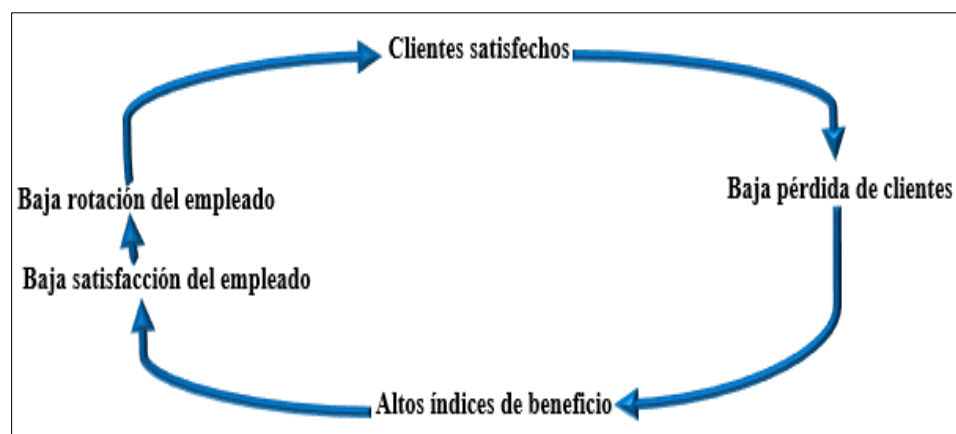 Clientes satisfechos
Baja pérdida de clientes
Altos índices de beneficio
Baja satisfacción del empleado
Baja rotación del empleado